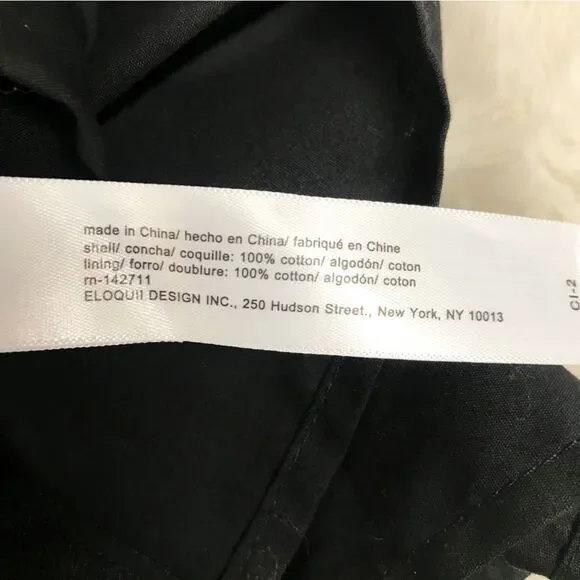 made in China/ hecho en China/ fabriqué en Chine
shell/ concha/ coquille: 100% cotton/ algodón/ coton
lining/ forro/ doublure: 100% cotton/ algodón/ coton
rn-142711
ELOQUII DESIGN INC., 250 Hudson Street., New York, NY 10013
CI-2